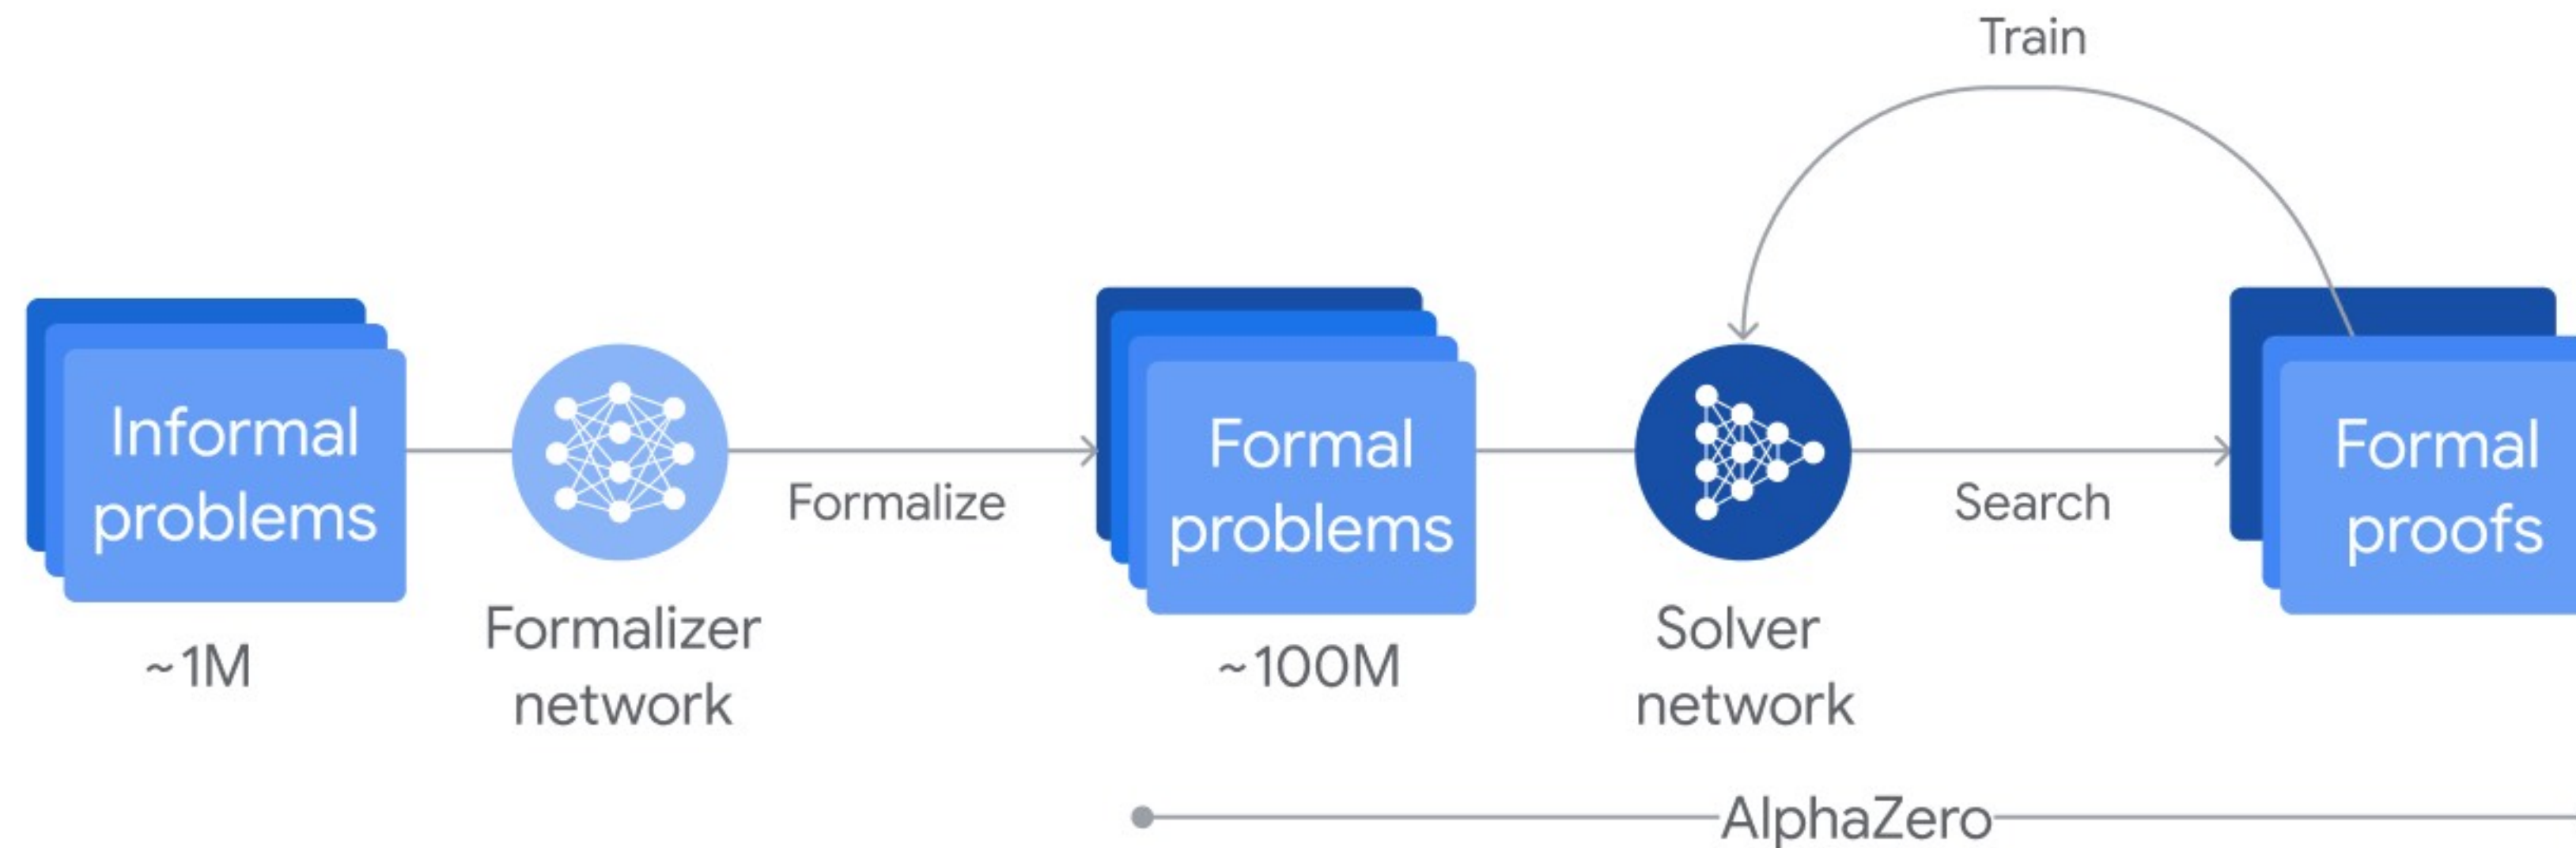 Train
Informal
problems
~1M
Formalizer
network
Formalize
Formal
problems
~100M
Solver
network
Search
Formal
proofs
AlphaZero